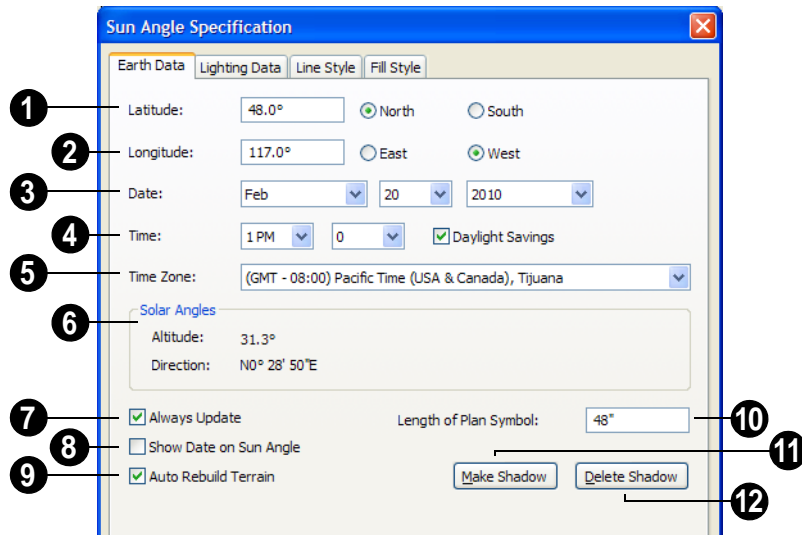 Sun Angle Specification
Earth Data Lighting Data Line Style Fill Style
1 Latitude: 48.0° North South
2 Longitude: 117.0° East West
3 Date: Feb 20 2010
4 Time: 1 PM 0 Daylight Savings
5 Time Zone: (GMT - 08:00) Pacific Time (USA & Canada), Tijuana
Solar Angles
6
Altitude: 31.3°
Direction: N0° 28' 50"E
7 Always Update Length of Plan Symbol: 48" 10
8 Show Date on Sun Angle 11
9 Auto Rebuild Terrain Make Shadow Delete Shadow
12